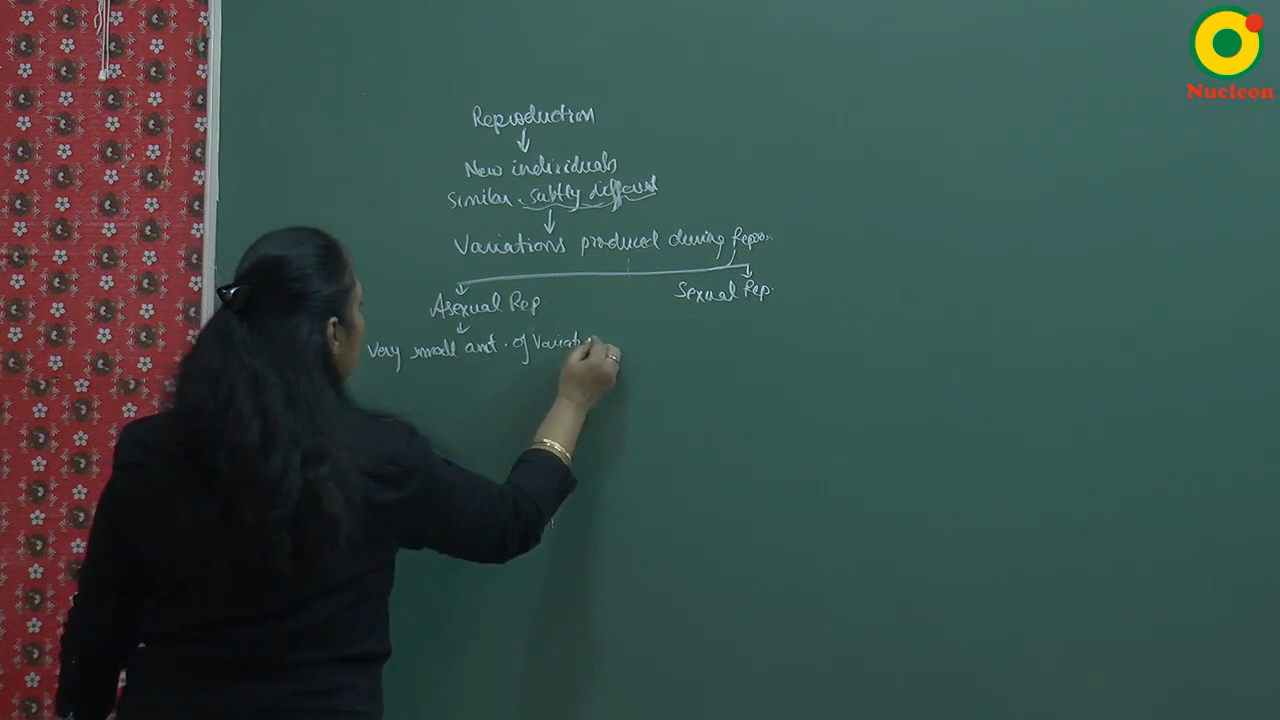 Nucleon
Reproduction
New individuals
Similar, subtly different
Variations produced during Repro.
Asexual Rep
Sexual Rep.
Very small amt. of Variat